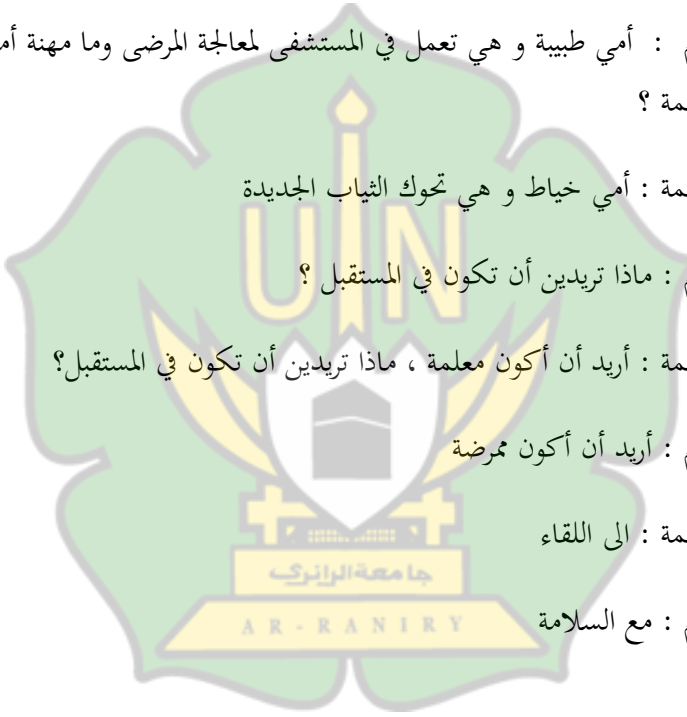 : أمي طبيبة و هي تعمل في المستشفى لمعالجة المرضى وما مهنة
؟
: أمي خياط و هي تحوك الثياب الجديدة
: ماذا تريدين أن تكون في المستقبل ؟
: أريد أن أكون معلمة ، ماذا تريدين أن تكون في المستقبل؟
: أريد أن أكون ممرضة
: الى اللقاء
: مع السلامة
UIN
جامعة الرانري
AR - RANIRY